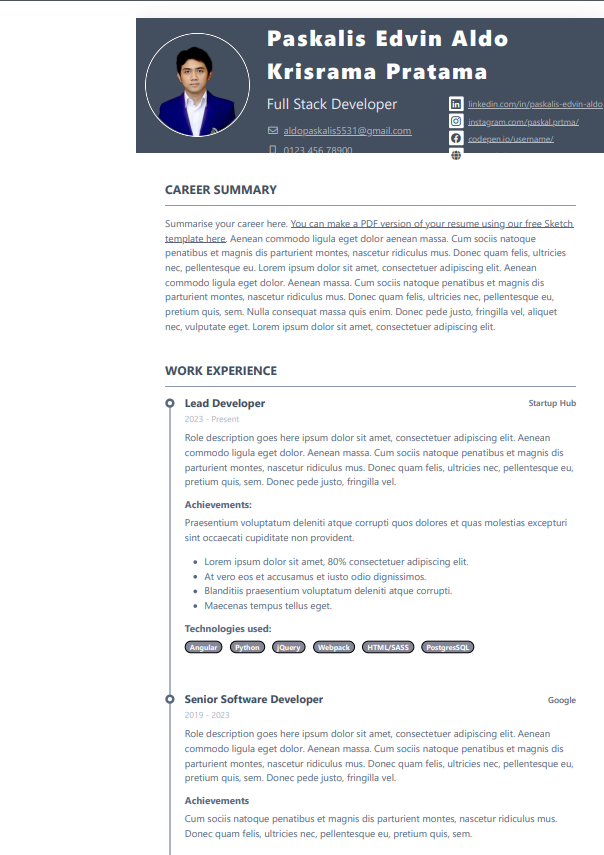 Paskalis Edvin Aldo
Krisrama Pratama
Full Stack Developer
aldopaskalis5531@gmail.com
0123 456 78900
linkedin.com/in/paskalis-edvin-aldo
instagram.com/paskal.prtma/
codepen.io/username/
CAREER SUMMARY
Summarise your career here. You can make a PDF version of your resume using our free Sketch
template here. Aenean commodo ligula eget dolor aenean massa. Cum sociis natoque
penatibus et magnis dis parturient montes, nascetur ridiculus mus. Donec quam felis, ultricies
nec, pellentesque eu. Lorem ipsum dolor sit amet, consectetuer adipiscing elit. Aenean
commodo ligula eget dolor. Aenean massa. Cum sociis natoque penatibus et magnis dis
parturient montes, nascetur ridiculus mus. Donec quam felis, ultricies nec, pellentesque eu,
pretium quis, sem. Nulla consequat massa quis enim. Donec pede justo, fringilla vel, aliquet
nec, vulputate eget. Lorem ipsum dolor sit amet, consectetuer adipiscing elit.
WORK EXPERIENCE
Lead Developer
Startup Hub
2023 - Present
Role description goes here ipsum dolor sit amet, consectetuer adipiscing elit. Aenean
commodo ligula eget dolor. Aenean massa. Cum sociis natoque penatibus et magnis dis
parturient montes, nascetur ridiculus mus. Donec quam felis, ultricies nec, pellentesque eu,
pretium quis, sem. Donec pede justo, fringilla vel.
Achievements:
Praesentium voluptatum deleniti atque corrupti quos dolores et quas molestias excepturi
sint occaecati cupiditate non provident.
Lorem ipsum dolor sit amet, 80% consectetuer adipiscing elit.
At vero eos et accusamus et iusto odio dignissimos.
Blanditiis praesentium voluptatum deleniti atque corrupti.
Maecenas tempus tellus eget.
Technologies used:
Angular Python jQuery Webpack HTML/SASS PostgresSQL
Senior Software Developer
Google
2019 - 2023
Role description goes here ipsum dolor sit amet, consectetuer adipiscing elit. Aenean
commodo ligula eget dolor. Aenean massa. Cum sociis natoque penatibus et magnis dis
parturient montes, nascetur ridiculus mus. Donec quam felis, ultricies nec, pellentesque eu,
pretium quis, sem. Donec pede justo, fringilla vel.
Achievements
Cum sociis natoque penatibus et magnis dis parturient montes, nascetur ridiculus mus.
Donec quam felis, ultricies nec, pellentesque eu, pretium quis, sem.